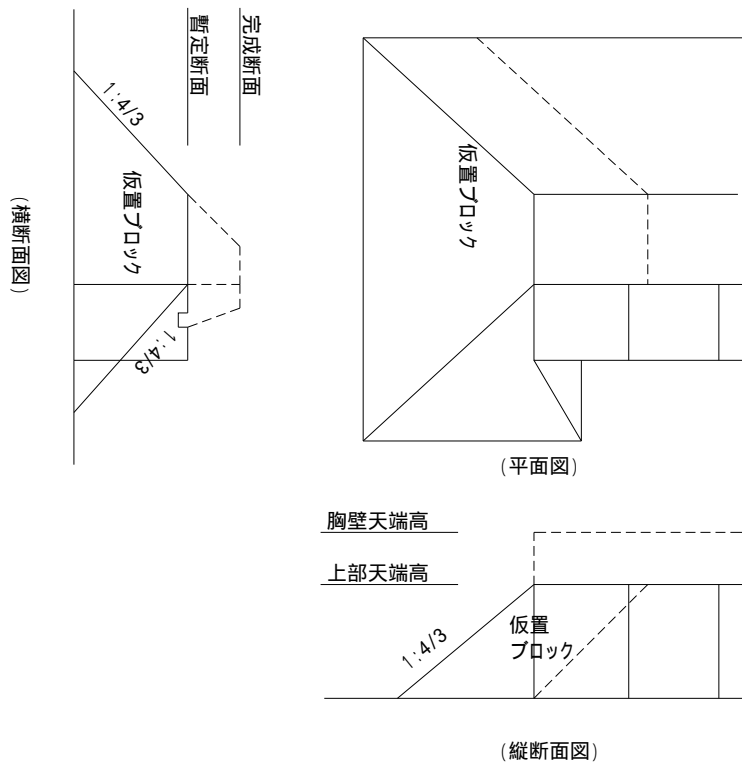 完成断面
暫定断面
1:4/3
仮置ブロック
1:4/3
(横断面図)
仮置ブロック
(平面図)
胸壁天端高
上部天端高
1:4/3
仮置
ブロック
(縦断面図)